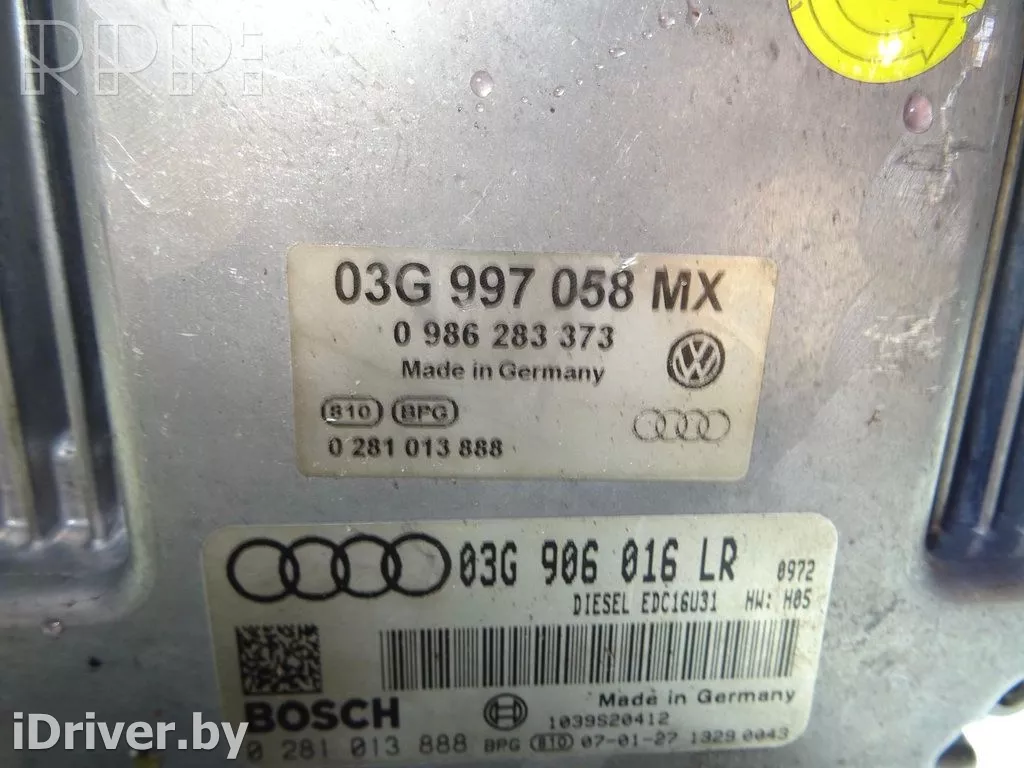 RRR
03G 997 058 MX
0 986 283 373
Made in Germany
810 BPG
0 281 013 888
03G 906 016 LR 0972
DIESEL EDC16U31 HW: H05
BOSCH
Made in Germany
1039S20412
0 281 013 888 BPG 810 07-01-27 1329 0043
iDriver.by